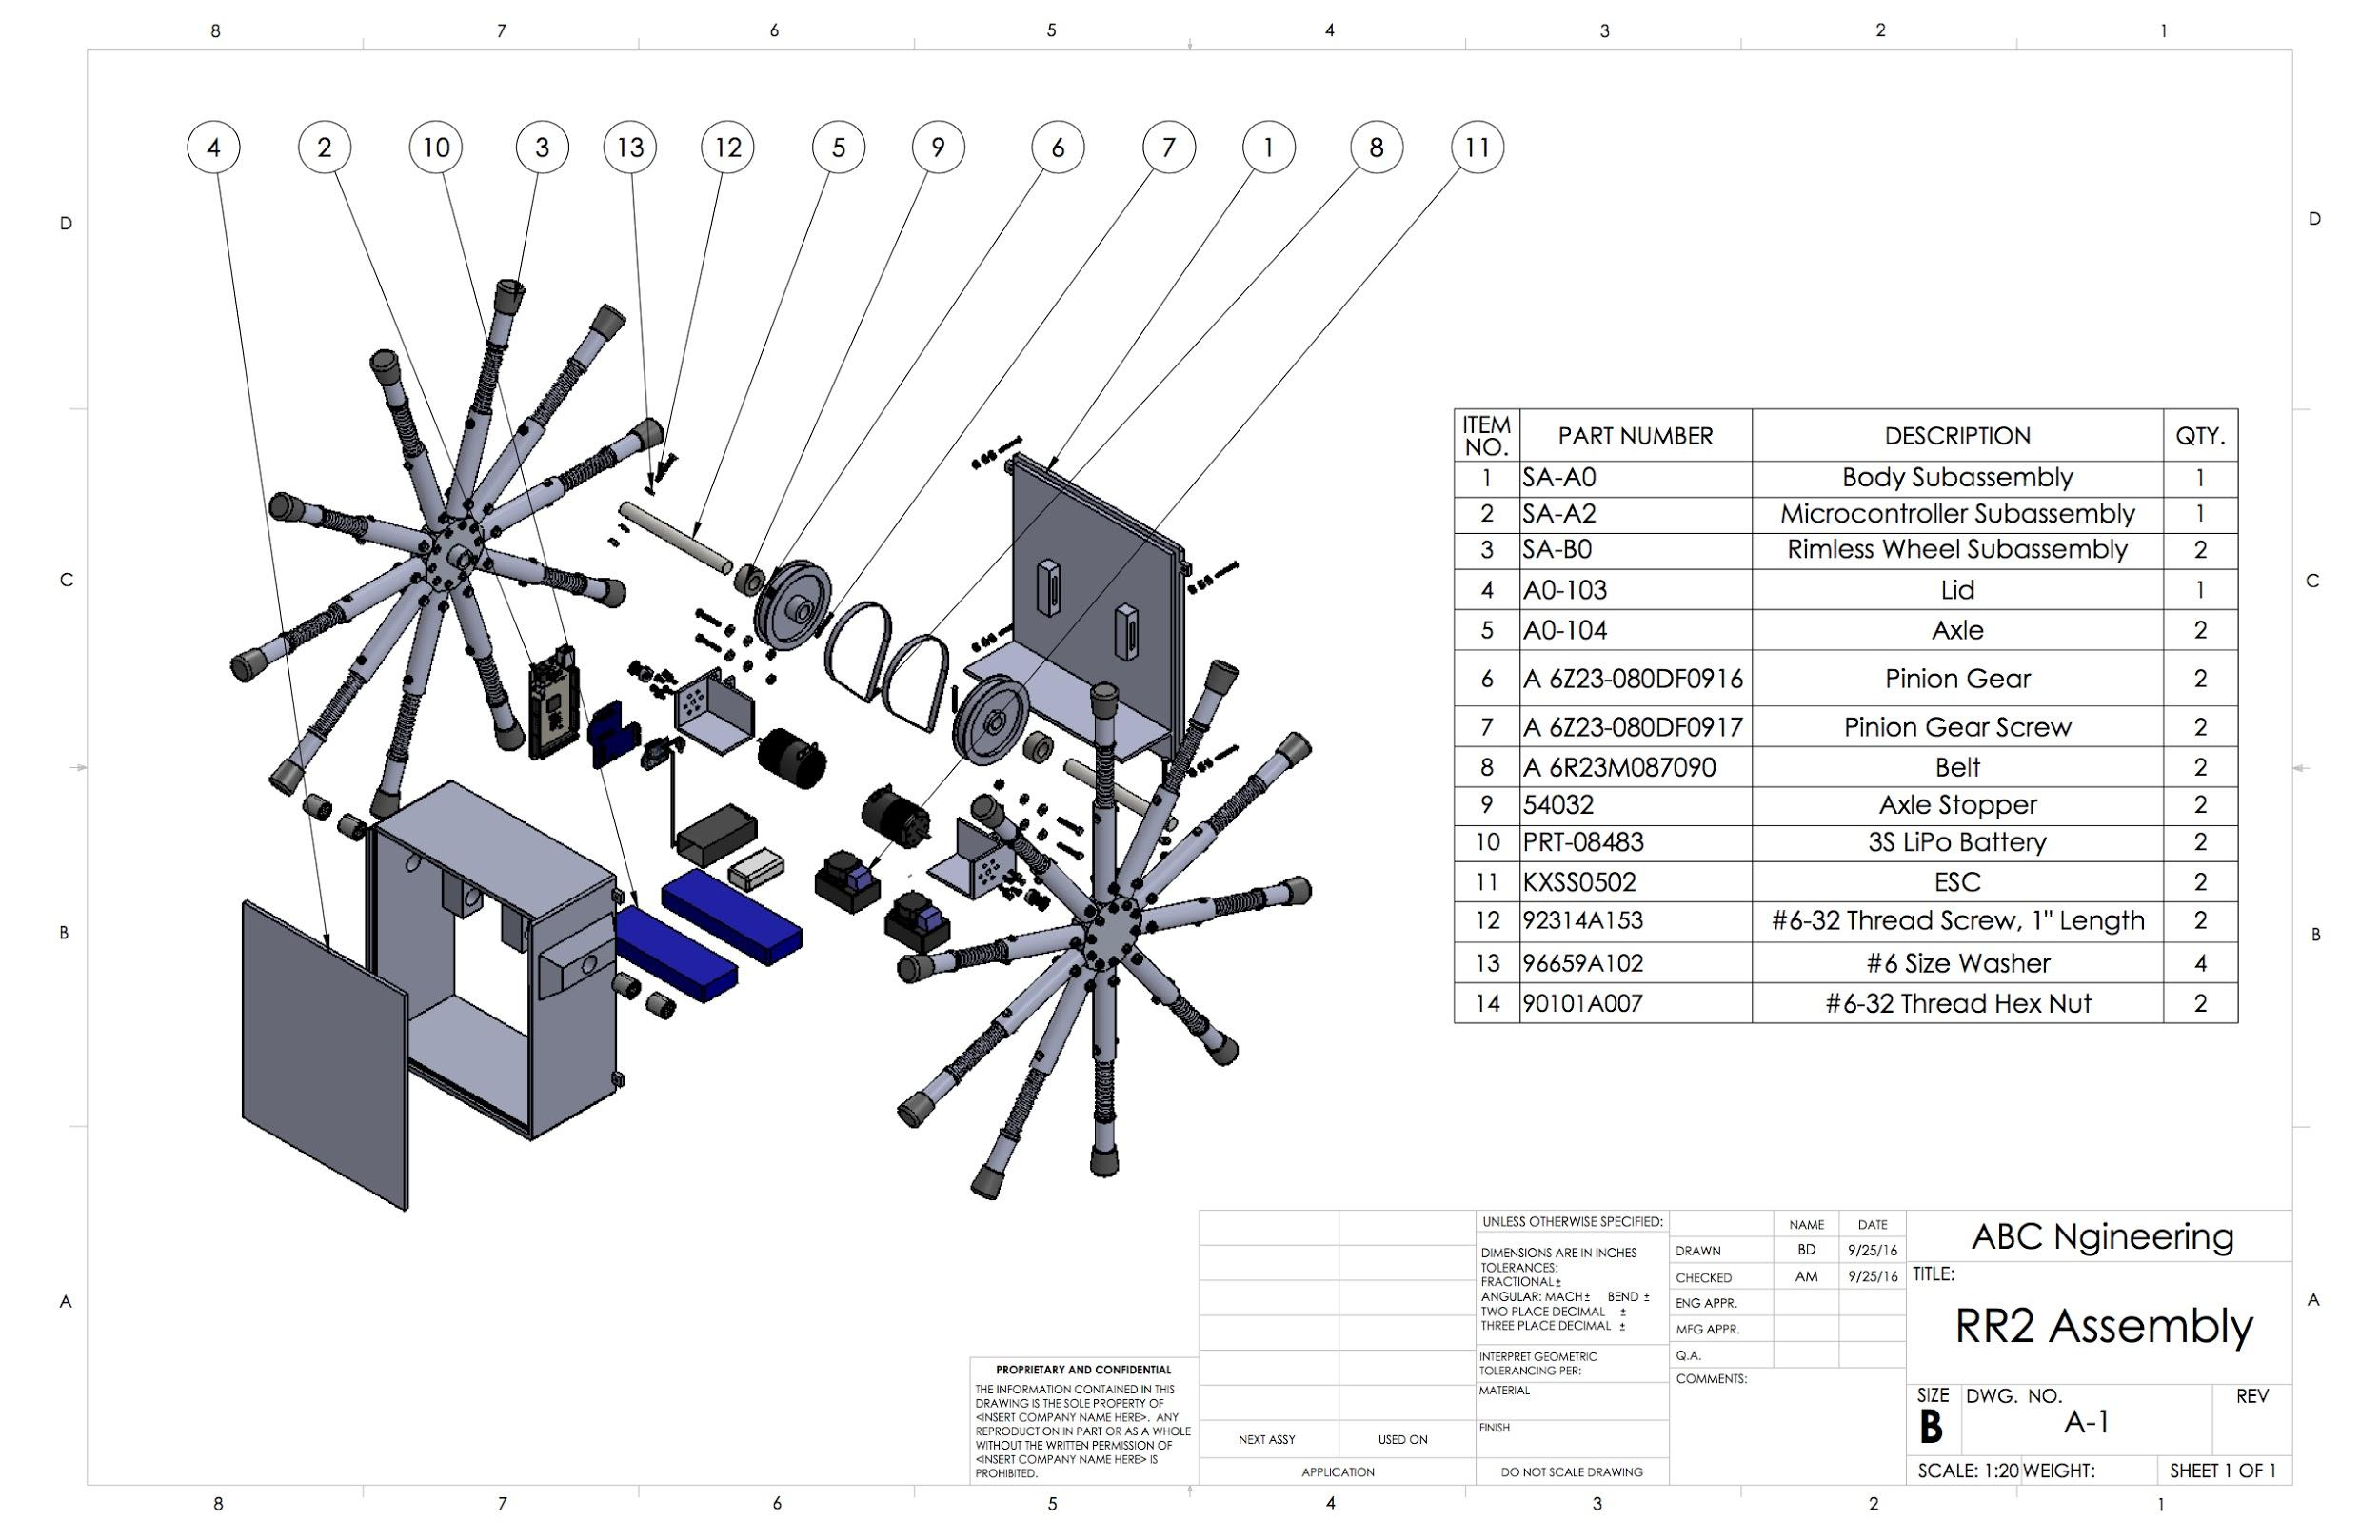 8 7 6 5 4 3 2 1
4 2 10 3 13 12 5 9 6 7 1 8 11
D D
C C
B B
A A
ITEM NO. PART NUMBER DESCRIPTION QTY.
1 SA-A0 Body Subassembly 1
2 SA-A2 Microcontroller Subassembly 1
3 SA-B0 Rimless Wheel Subassembly 2
4 A0-103 Lid 1
5 A0-104 Axle 2
6 A 6Z23-080DF0916 Pinion Gear 2
7 A 6Z23-080DF0917 Pinion Gear Screw 2
8 A 6R23M087090 Belt 2
9 54032 Axle Stopper 2
10 PRT-08483 3S LiPo Battery 2
11 KXSS0502 ESC 2
12 92314A153 #6-32 Thread Screw, 1" Length 2
13 96659A102 #6 Size Washer 4
14 90101A007 #6-32 Thread Hex Nut 2
PROPRIETARY AND CONFIDENTIAL
THE INFORMATION CONTAINED IN THIS
DRAWING IS THE SOLE PROPERTY OF
<INSERT COMPANY NAME HERE>. ANY
REPRODUCTION IN PART OR AS A WHOLE
WITHOUT THE WRITTEN PERMISSION OF
<INSERT COMPANY NAME HERE> IS
PROHIBITED.
NEXT ASSY USED ON
APPLICATION
UNLESS OTHERWISE SPECIFIED:
DIMENSIONS ARE IN INCHES
TOLERANCES:
FRACTIONAL±
ANGULAR: MACH± BEND ±
TWO PLACE DECIMAL ±
THREE PLACE DECIMAL ±
INTERPRET GEOMETRIC
TOLERANCING PER:
MATERIAL
FINISH
DO NOT SCALE DRAWING
NAME DATE
DRAWN BD 9/25/16
CHECKED AM 9/25/16
ENG APPR.
MFG APPR.
Q.A.
COMMENTS:
ABC Ngineering
TITLE:
RR2 Assembly
SIZE DWG. NO. REV
B A-1
SCALE: 1:20 WEIGHT: SHEET 1 OF 1
8 7 6 5 4 3 2 1